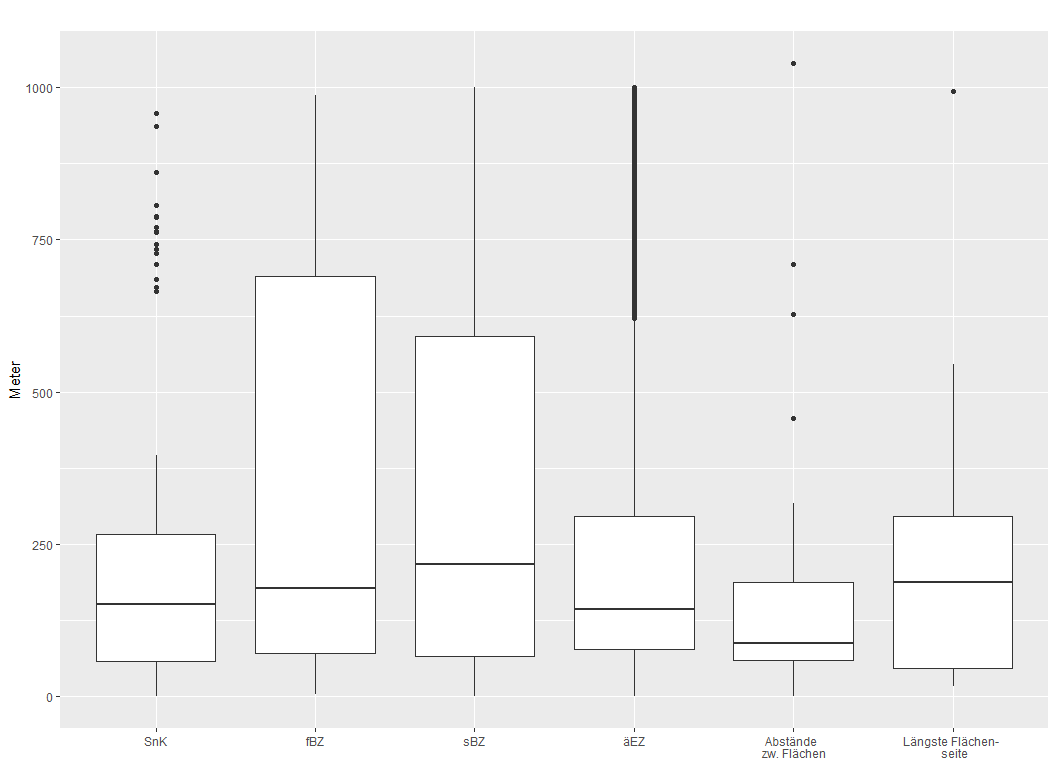 1000
750
500
250
0
Meter
SnK
fBZ
sBZ
äEZ
Abstände
zw. Flächen
Längste Flächen-
seite